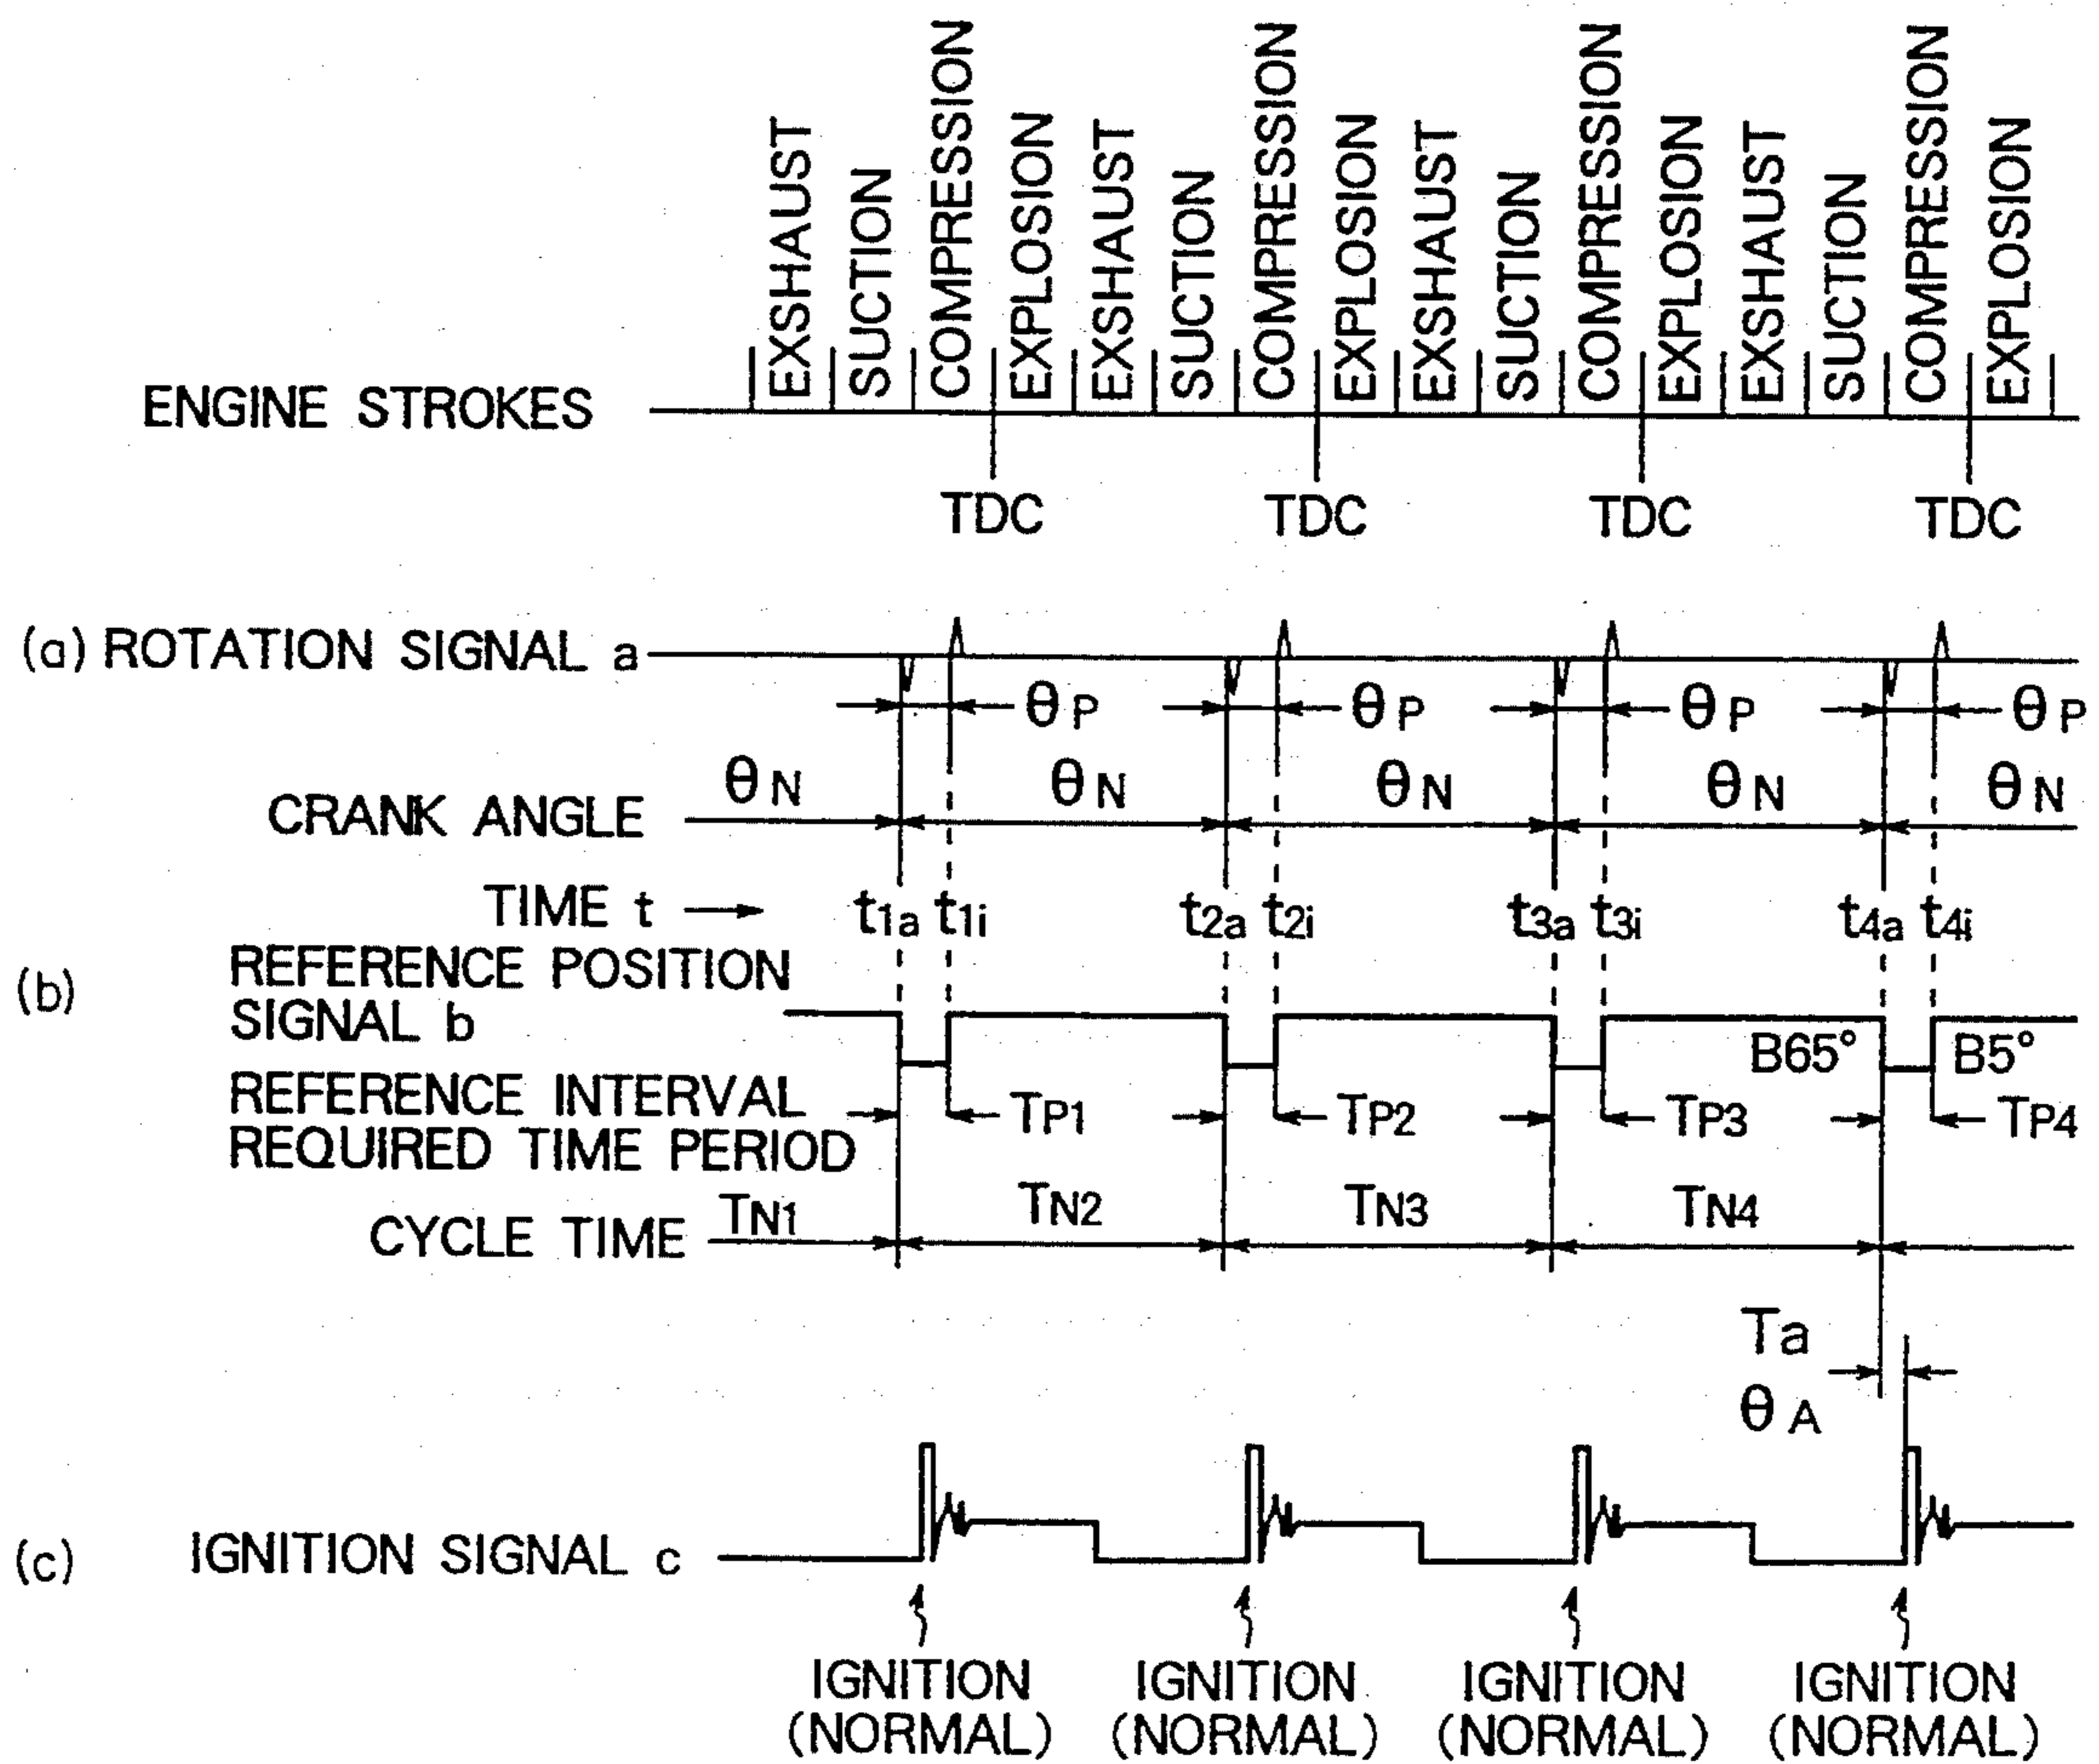 EXSHAUST
SUCTION
COMPRESSION
EXPLOSION
EXSHAUST
SUCTION
COMPRESSION
EXPLOSION
EXSHAUST
SUCTION
COMPRESSION
EXPLOSION
EXSHAUST
SUCTION
COMPRESSION
EXPLOSION
ENGINE STROKES
TDC TDC TDC TDC
(a) ROTATION SIGNAL a
θP θP θP θP
θN θN θN θN θN
CRANK ANGLE
TIME t t1a t1i t2a t2i t3a t3i t4a t4i
(b) REFERENCE POSITION
SIGNAL b
B65° B5°
REFERENCE INTERVAL
REQUIRED TIME PERIOD
TP1 TP2 TP3 TP4
TN1 TN2 TN3 TN4
CYCLE TIME
Ta
θA
(c) IGNITION SIGNAL c
IGNITION IGNITION IGNITION IGNITION
(NORMAL) (NORMAL) (NORMAL) (NORMAL)